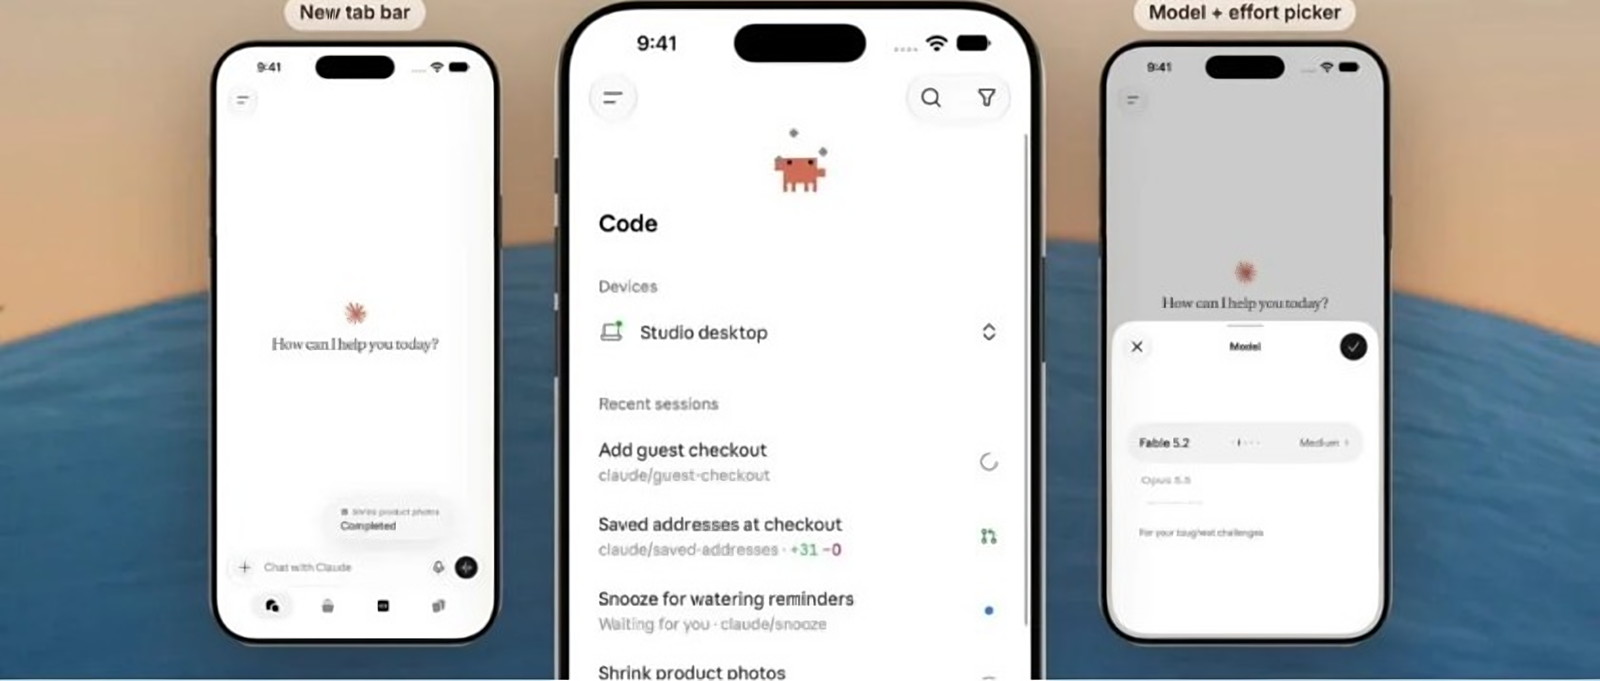 New tab bar
9:41
How can I help you today?
Completed
Chat with Claude
9:41
Code
Devices
Studio desktop
Recent sessions
Add guest checkout
claude/guest-checkout
Saved addresses at checkout
claude/saved-addresses · +31 -0
Snooze for watering reminders
Waiting for you · claude/snooze
Shrink product photos
Model + effort picker
9:41
How can I help you today?
Model
Fable 5.2
Medium
For your toughest challenges